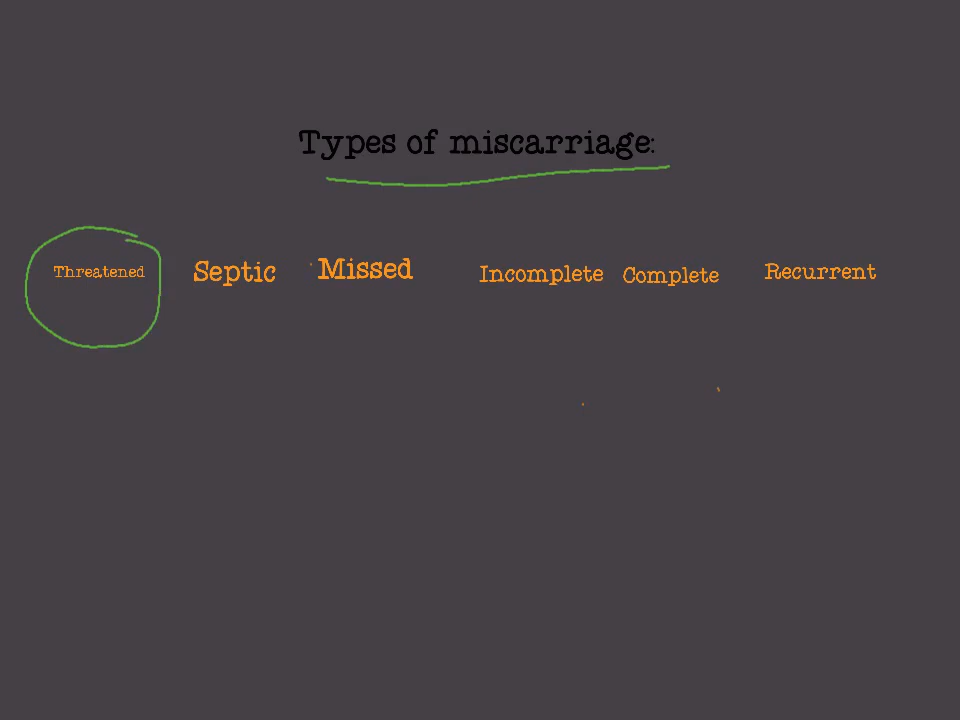 Types of miscarriage:
Threatened Septic Missed Incomplete Complete Recurrent